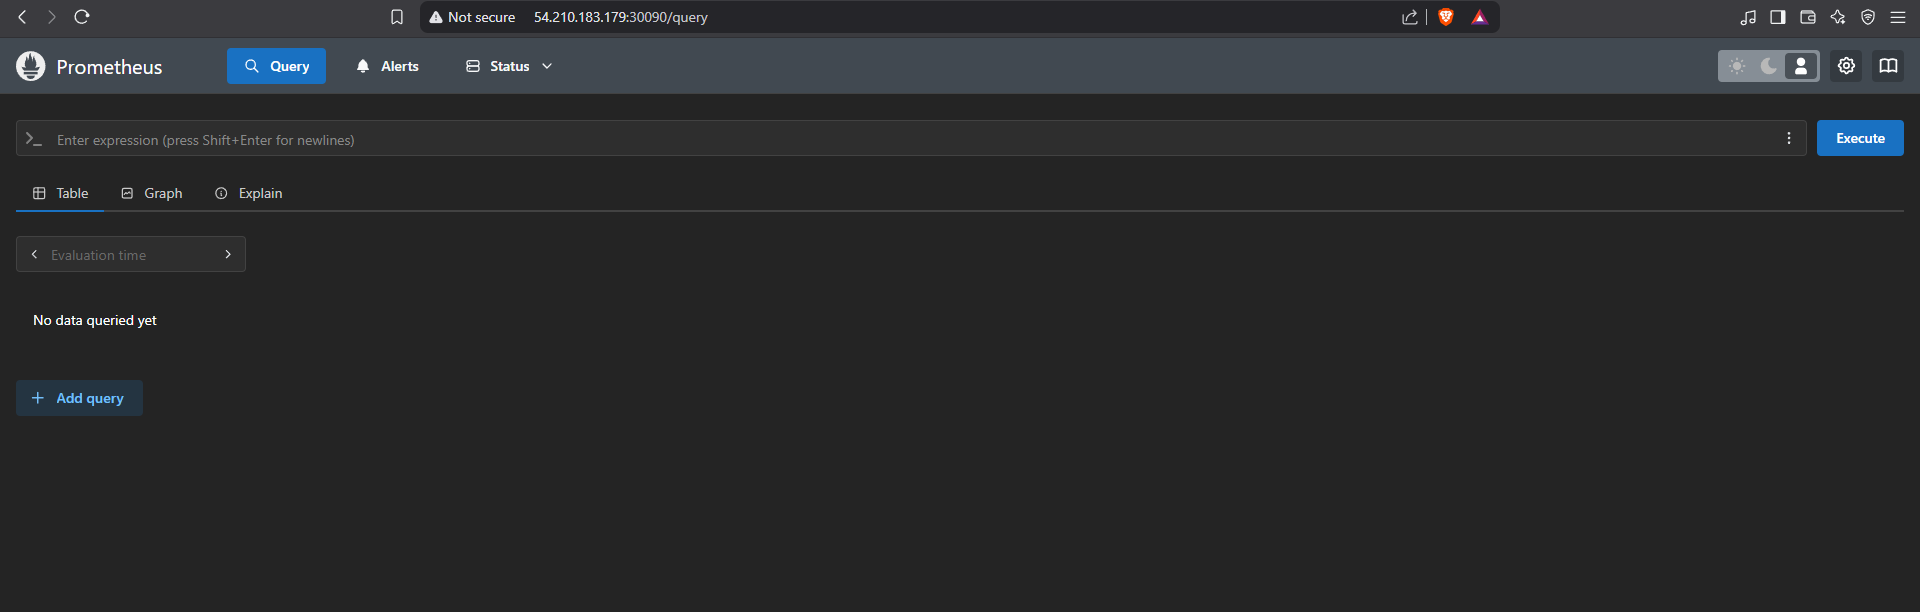 Not secure 54.210.183.179:30090/query
Prometheus Query Alerts Status
>_ Enter expression (press Shift+Enter for newlines) Execute
Table Graph Explain
Evaluation time
No data queried yet
+ Add query